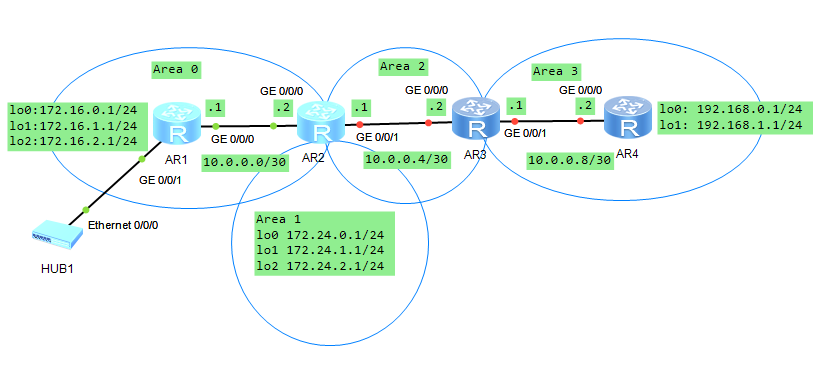 Area 0
Area 2
Area 3
lo0:172.16.0.1/24
lo1:172.16.1.1/24
lo2:172.16.2.1/24
.1
GE 0/0/0
.2
GE 0/0/0
.1
GE 0/0/1
.2
GE 0/0/0
.1
GE 0/0/1
.2
GE 0/0/0
lo0: 192.168.0.1/24
lo1: 192.168.1.1/24
R
R
R
R
AR1
AR2
AR3
AR4
10.0.0.0/30
10.0.0.4/30
10.0.0.8/30
GE 0/0/1
Ethernet 0/0/0
HUB1
Area 1
lo0 172.24.0.1/24
lo1 172.24.1.1/24
lo2 172.24.2.1/24